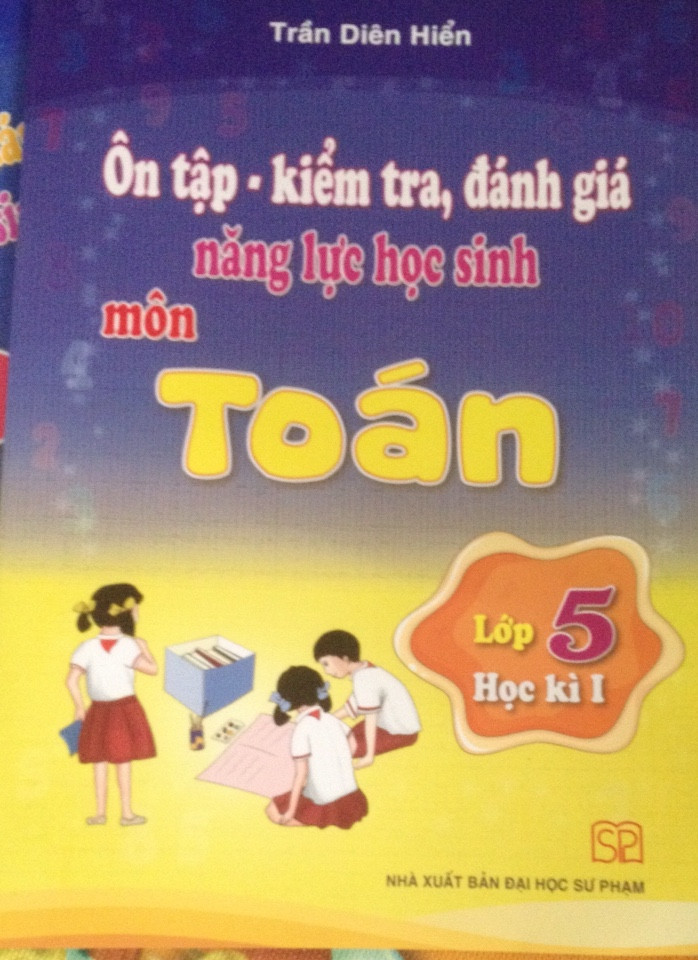 Trần Diên Hiển
Ôn tập - kiểm tra, đánh giá
năng lực học sinh
môn
Toán
Lớp 5
Học kì I
SP
NHÀ XUẤT BẢN ĐẠI HỌC SƯ PHẠM